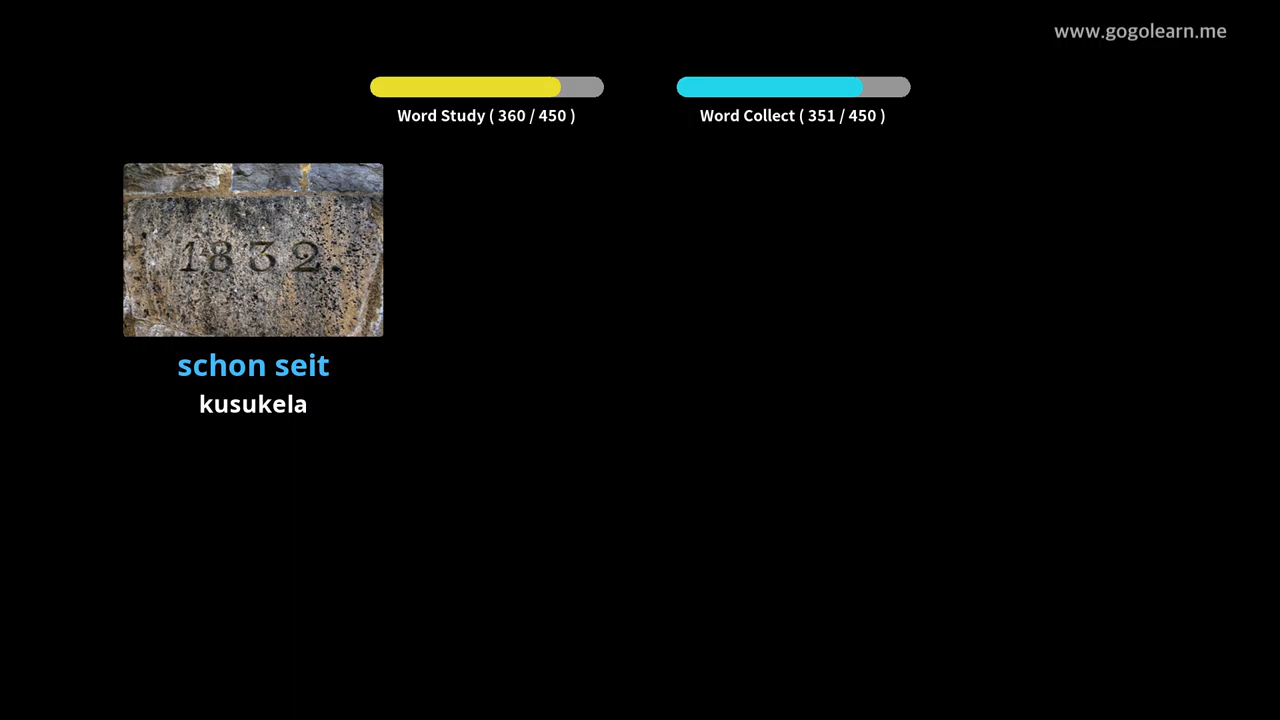 www.gogolearn.me
Word Study ( 360 / 450 )
Word Collect ( 351 / 450 )
1832.
schon seit
kusukela